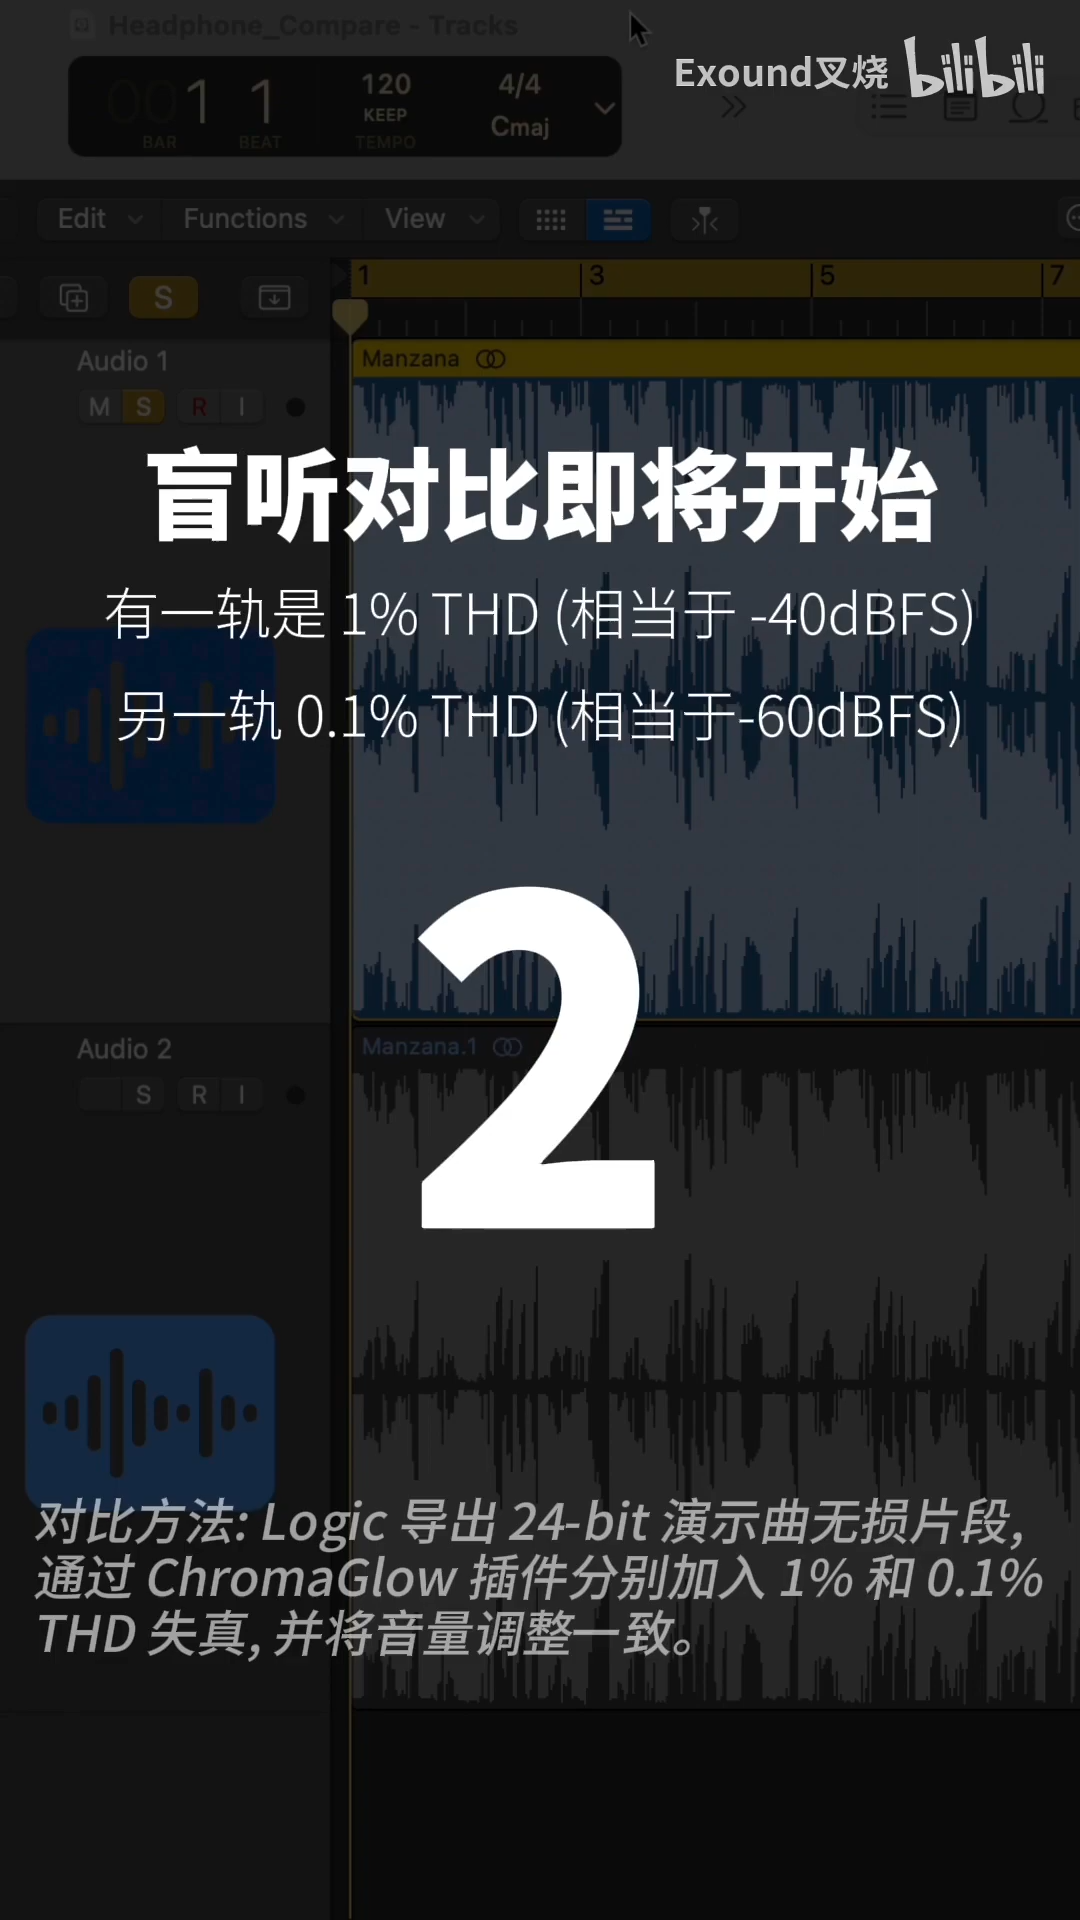 Headphone_Compare - Tracks
Exound叉烧 bilibili
001 1
BAR BEAT
120
KEEP
TEMPO
4/4
Cmaj
Edit Functions View
1 3 5 7
S
Audio 1
Manzana
M S R I
盲听对比即将开始
有一轨是 1% THD (相当于 -40dBFS)
另一轨 0.1% THD (相当于-60dBFS)
2
Audio 2
Manzana.1
S R I
对比方法: Logic 导出 24-bit 演示曲无损片段,
通过 ChromaGlow 插件分别加入 1% 和 0.1%
THD 失真, 并将音量调整一致。